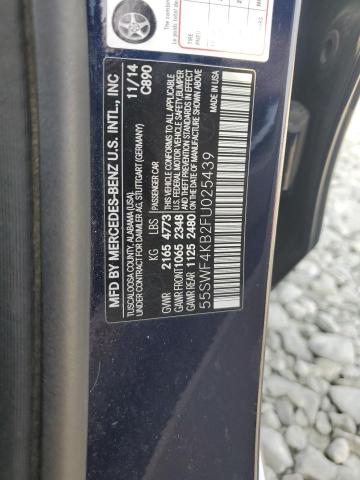 MFD BY MERCEDES-BENZ U.S. INTL., INC 11/14
TUSCALOOSA COUNTY, ALABAMA (USA) C890
UNDER CONTRACT FOR DAIMLER AG, STUTTGART (GERMANY)
KG LBS PASSENGER CAR
GVWR 2165 4773 THIS VEHICLE CONFORMS TO ALL APPLICABLE
GAWR FRONT 1065 2348 U.S. FEDERAL MOTOR VEHICLE SAFETY, BUMPER
GAWR REAR 1125 2480 AND THEFT PREVENTION STANDARDS IN EFFECT ON THE DATE OF MANUFACTURE SHOWN ABOVE
55SWF4KB2FU025439 MADE IN USA